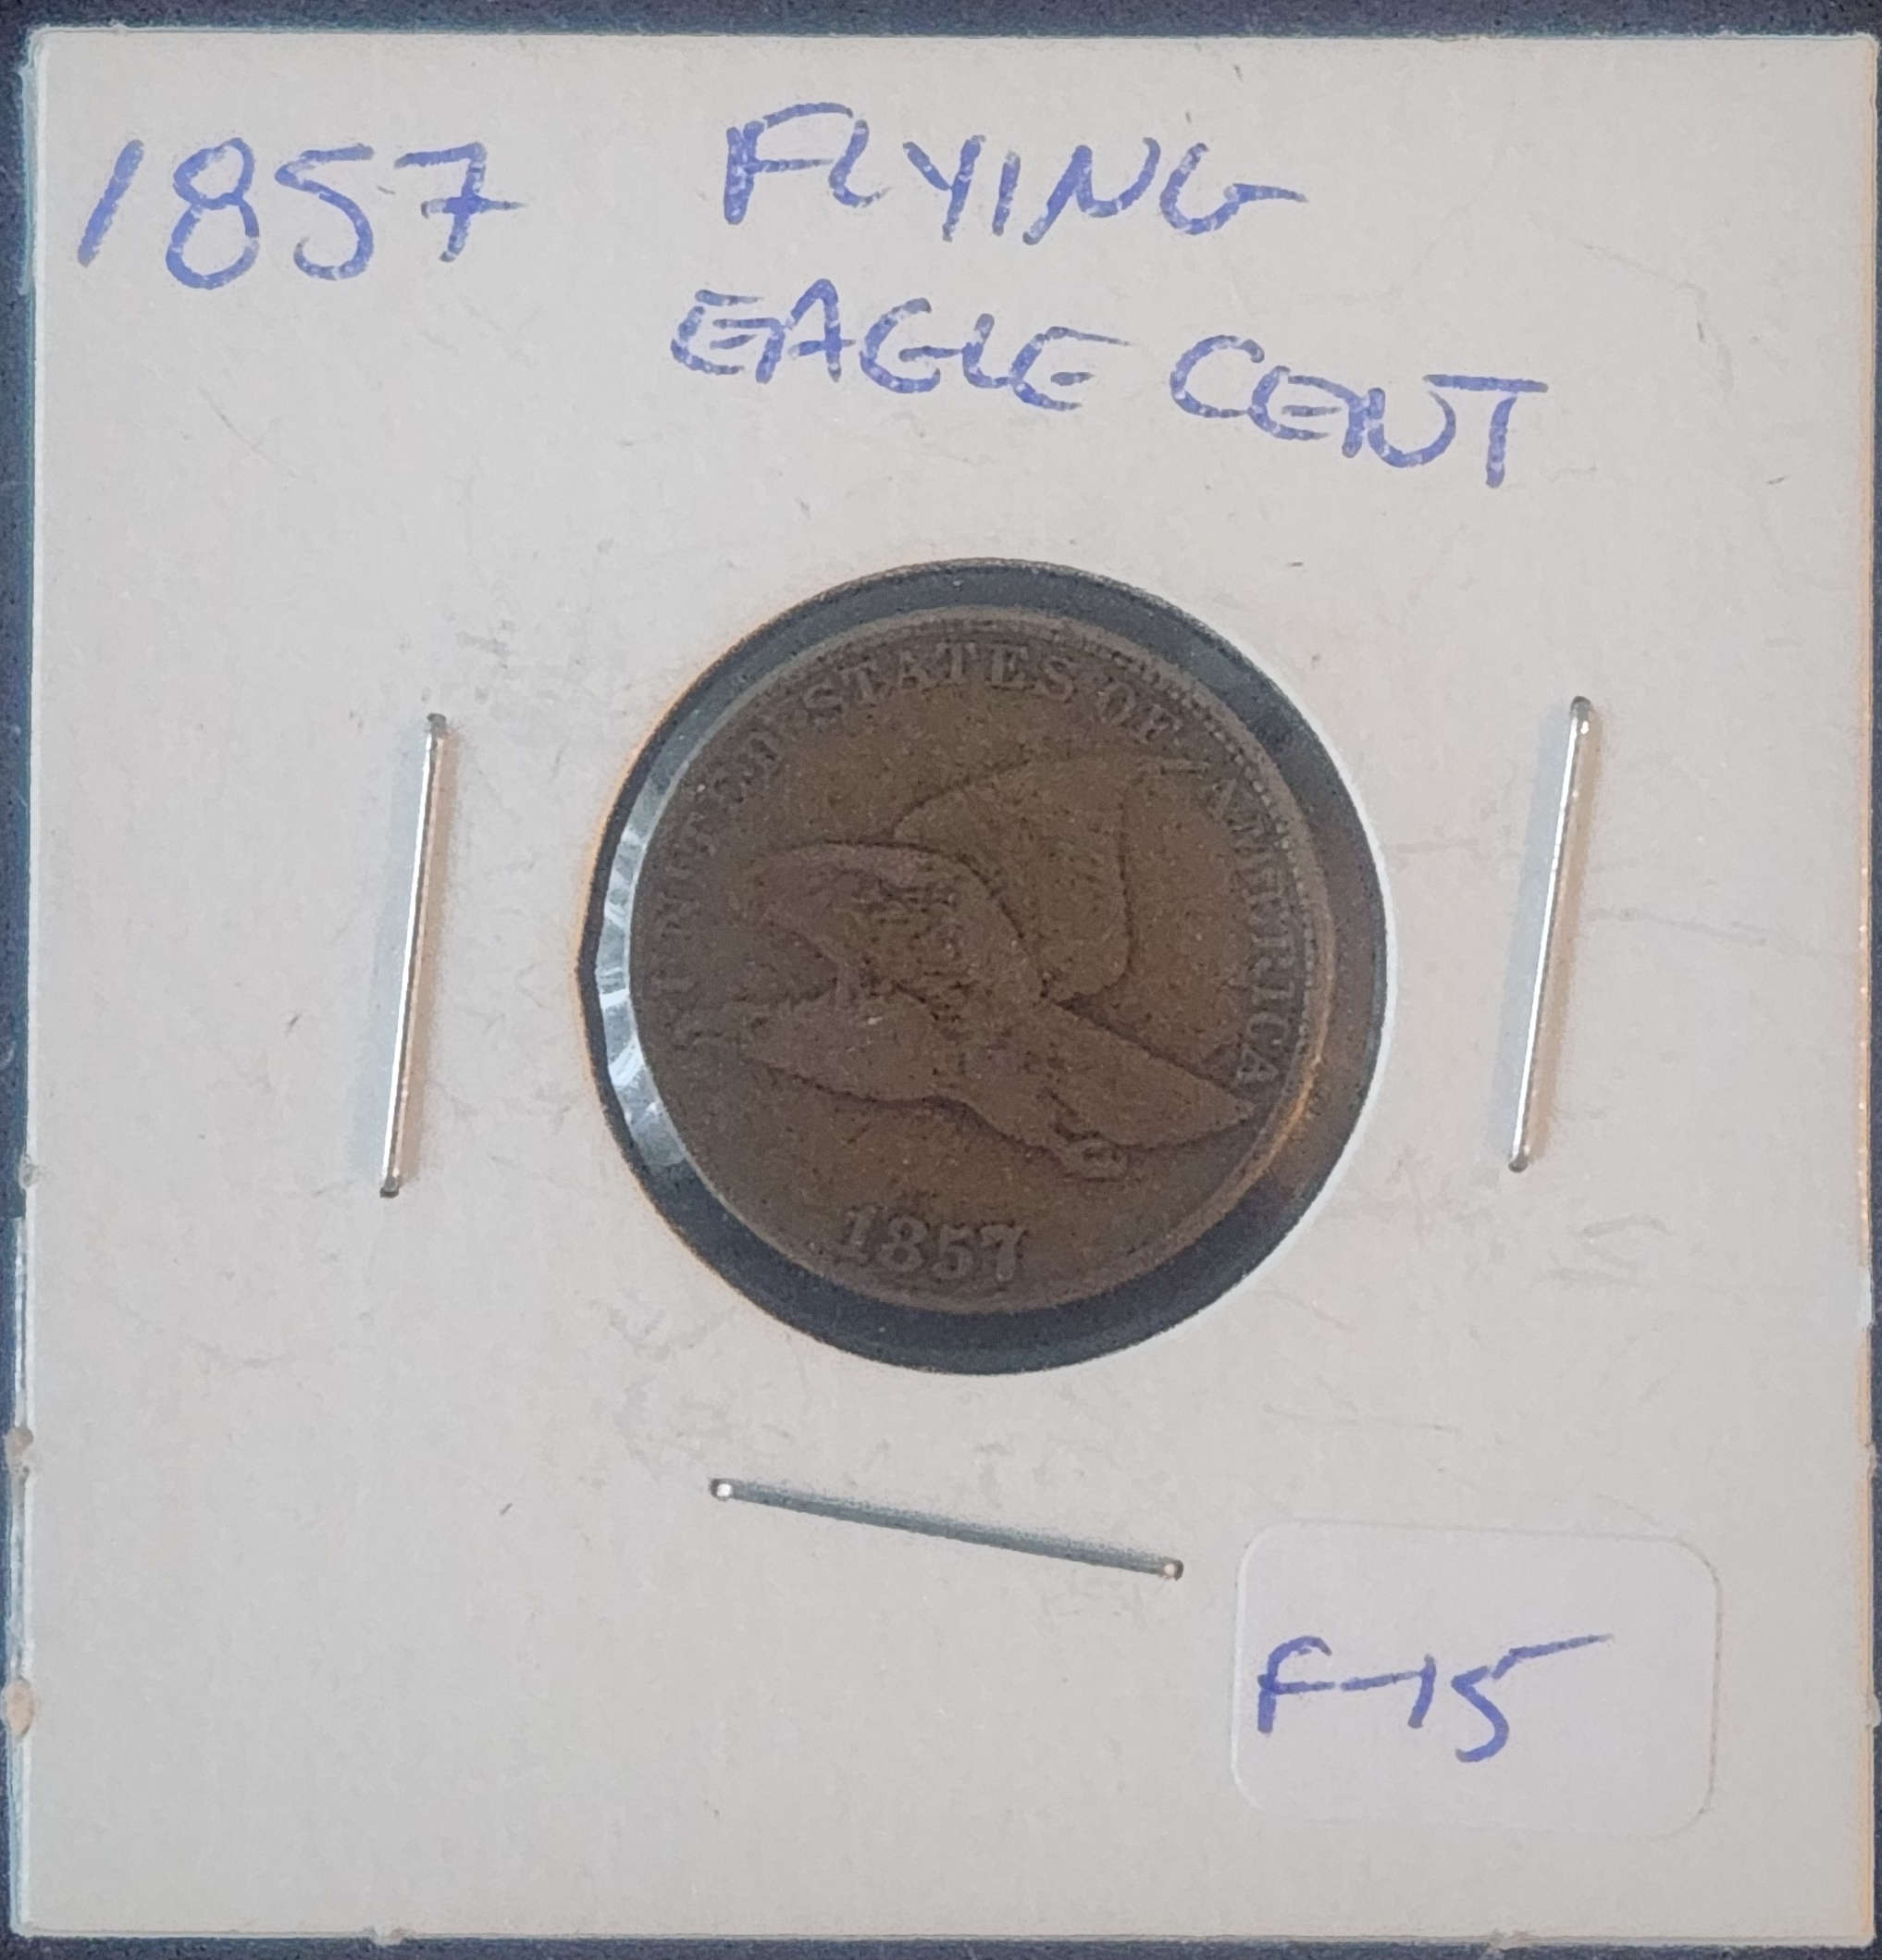 1857 FLYING
EAGLE CENT
UNITED STATES OF AMERICA
1857
F-15